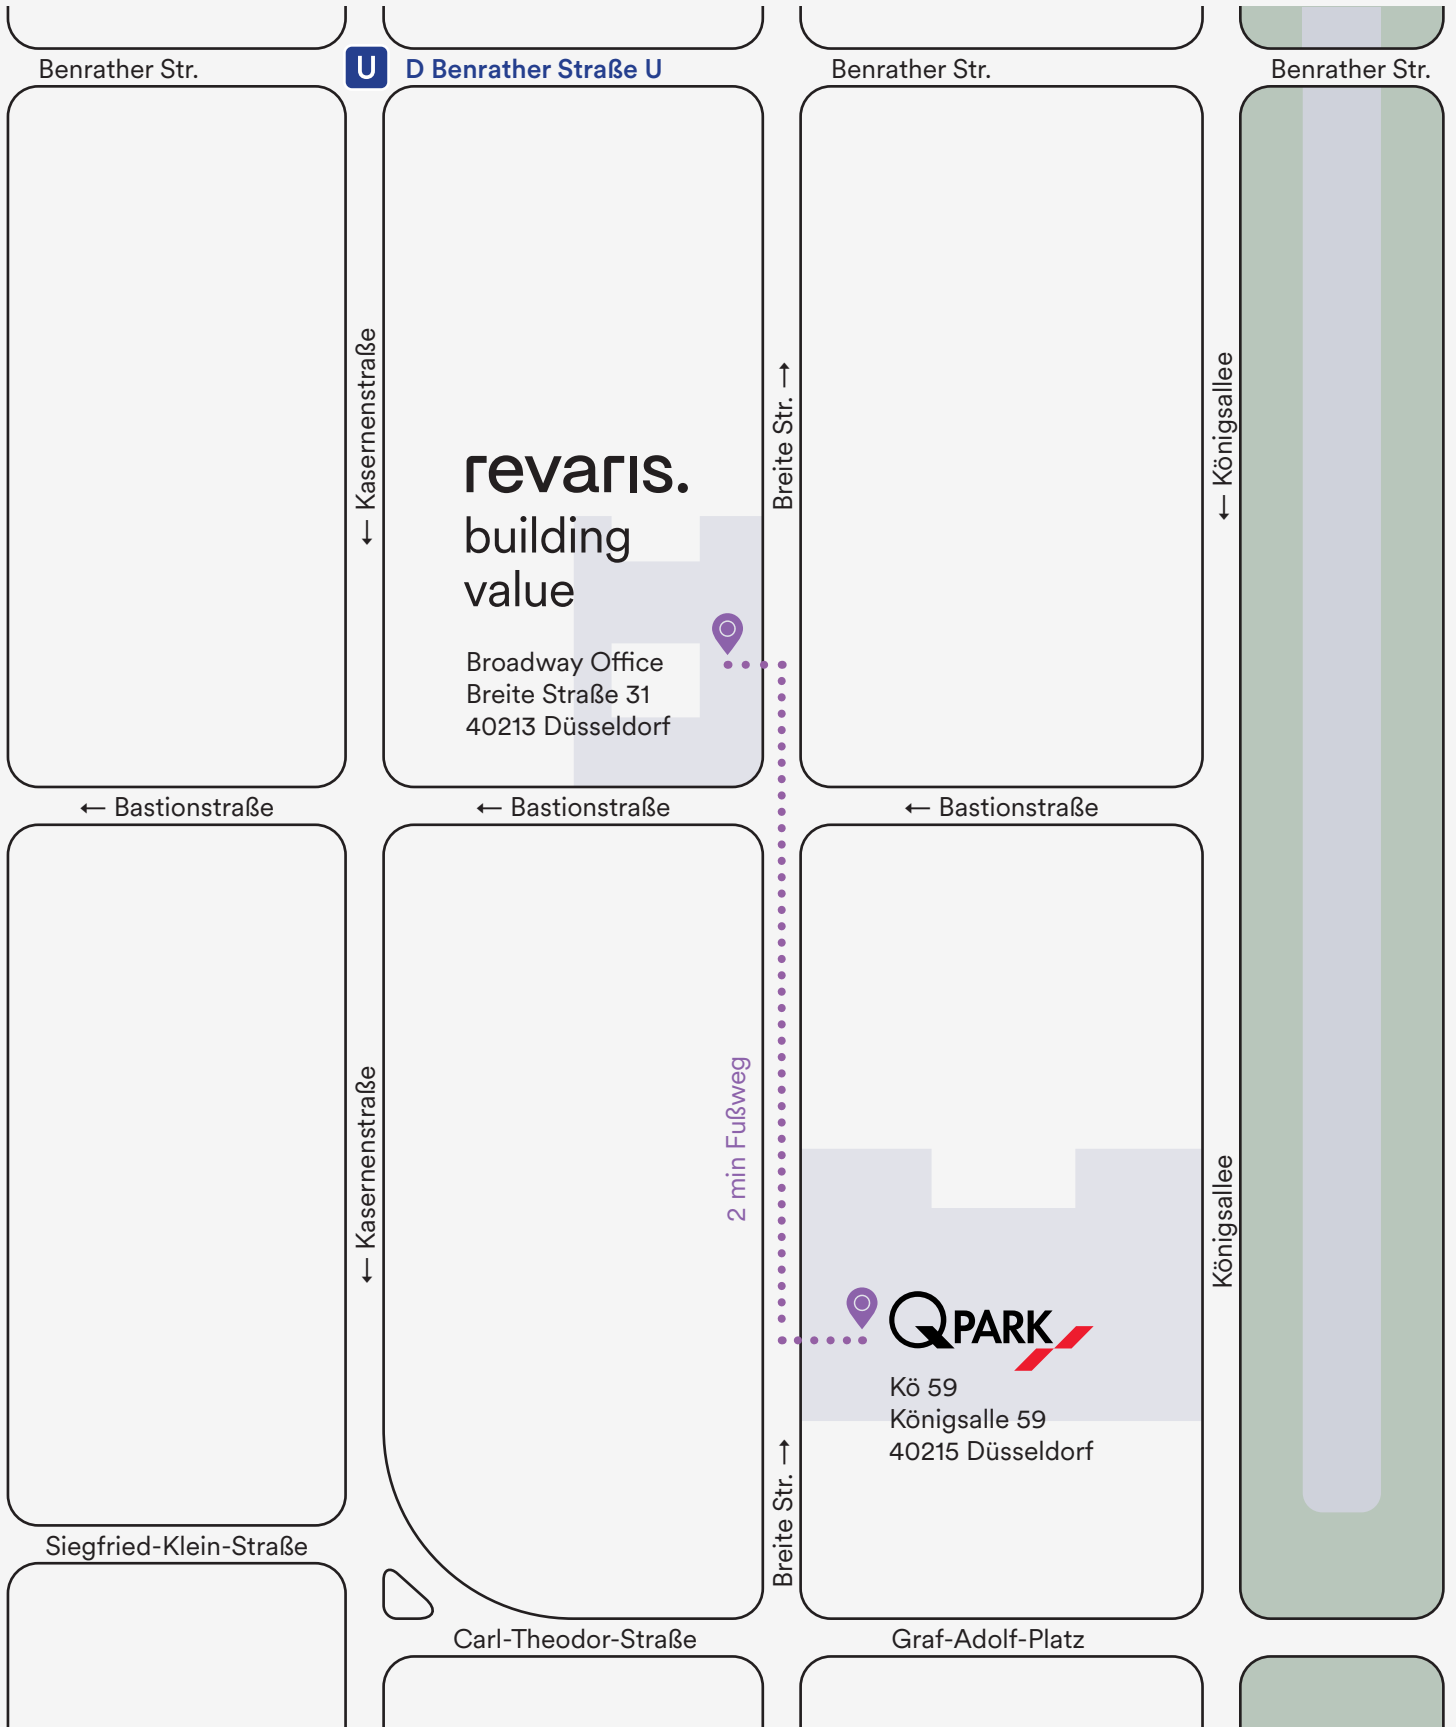 Benrather Str.
U
D Benrather Straße U
Benrather Str.
Benrather Str.
← Kasernenstraße
Breite Str. →
← Königsallee
revaris.
building
value
Broadway Office
Breite Straße 31
40213 Düsseldorf
← Bastionstraße
← Bastionstraße
← Bastionstraße
← Kasernenstraße
2 min Fußweg
Königsallee
Q PARK
Kö 59
Königsalle 59
40215 Düsseldorf
Breite Str. →
Siegfried-Klein-Straße
Carl-Theodor-Straße
Graf-Adolf-Platz